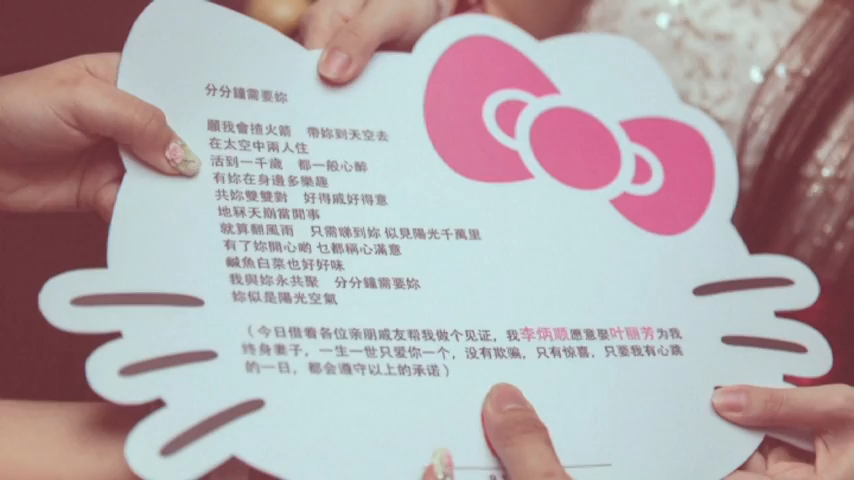 分分鐘需要妳
願我會揸火箭 帶妳到天空去
在太空中兩人住
活到一千歲 都一般心醉
有妳在身邊多樂趣
共妳雙雙對 好得戚好得意
地冧天崩當閒事
就算翻風雨 只需睇到妳 似見陽光千萬里
有了妳開心啲 乜都稱心滿意
鹹魚白菜也好好味
我與妳永共聚 分分鐘需要妳
妳似是陽光空氣
(今日借着各位亲朋戚友帮我做个见证，我李炳顺愿意娶叶丽芳为我
终身妻子，一生一世只爱你一个，没有欺骗，只有惊喜，只要我有心跳
的一日，都会遵守以上的承诺)